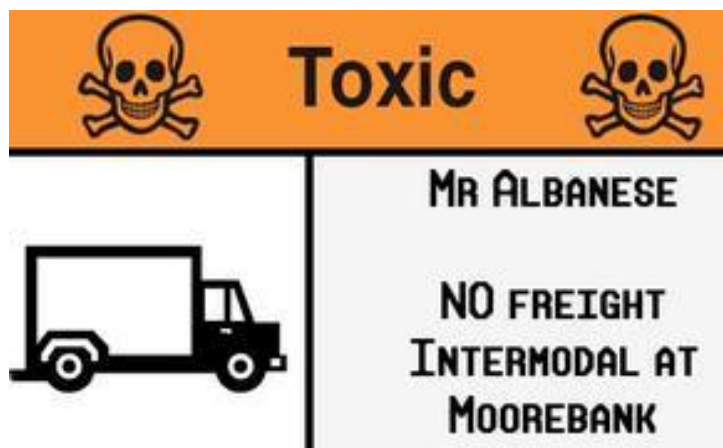 Toxic
Mr Albanese
NO freight
Intermodal at
Moorebank